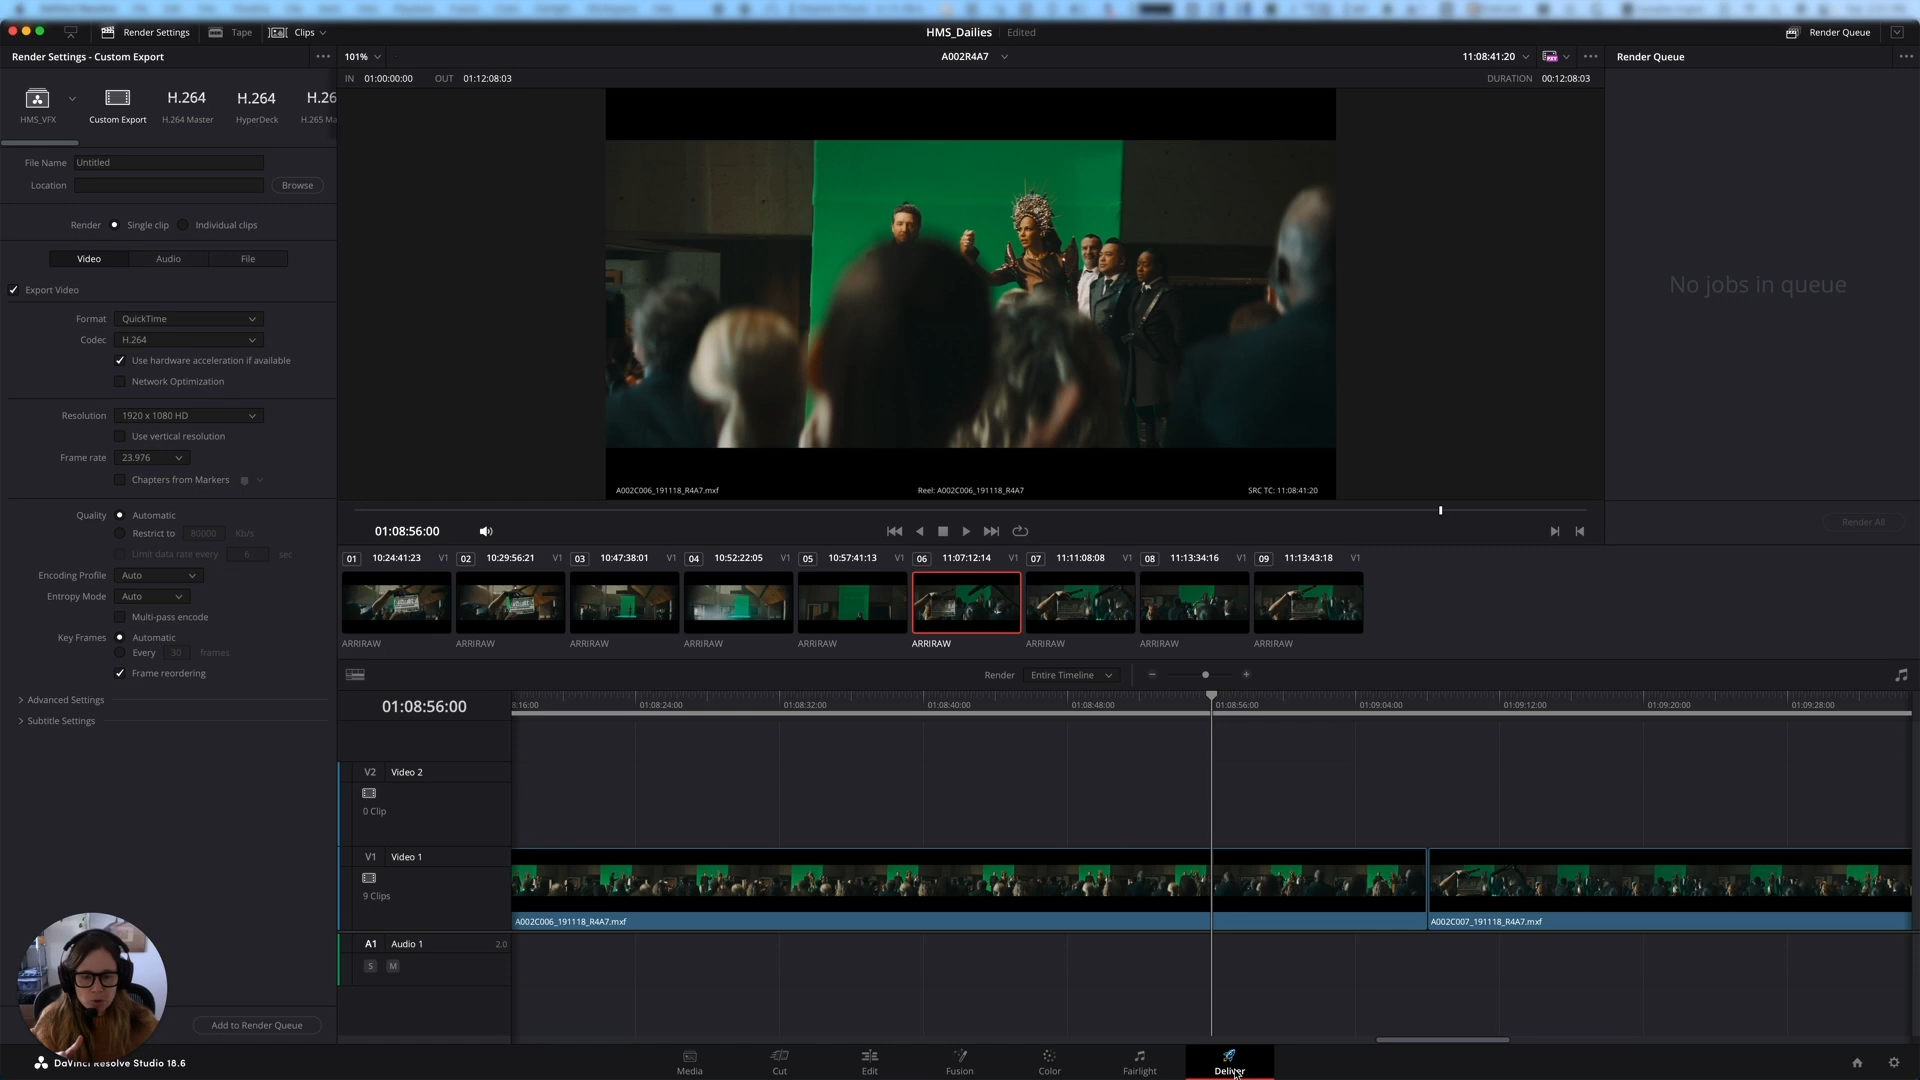 Render Settings
Tape
Clips
HMS_Dailies
Edited
Render Queue
Render Settings - Custom Export
101%
A002R4A7
11:08:41:20
Render Queue
IN 01:00:00:00 OUT 01:12:08:03
DURATION 00:12:08:03
H.264 H.264 H.26
HMS_VFX Custom Export H.264 Master HyperDeck H.265 Ma
File Name Untitled
Location Browse
Render Single clip Individual clips
Video Audio File
Export Video
Format QuickTime
Codec H.264
Use hardware acceleration if available
Network Optimization
Resolution 1920 x 1080 HD
Use vertical resolution
Frame rate 23.976
Chapters from Markers
Quality Automatic
Restrict to 80000 Kb/s
Limit data rate every 6 sec
Encoding Profile Auto
Entropy Mode Auto
Multi-pass encode
Key Frames Automatic
Every 30 frames
Frame reordering
Advanced Settings
Subtitle Settings
Add to Render Queue
A002C006_191118_R4A7.mxf Reel: A002C006_191118_R4A7 SRC TC: 11:08:41:20
No jobs in queue
Render All
01:08:56:00
01 10:24:41:23 V1 02 10:29:56:21 V1 03 10:47:38:01 V1 04 10:52:22:05 V1 05 10:57:41:13 V1 06 11:07:12:14 V1 07 11:11:08:08 V1 08 11:13:34:16 V1 09 11:13:43:18 V1
ARRIRAW ARRIRAW ARRIRAW ARRIRAW ARRIRAW ARRIRAW ARRIRAW ARRIRAW ARRIRAW
Render Entire Timeline
01:08:56:00
8:16:00 01:08:24:00 01:08:32:00 01:08:40:00 01:08:48:00 01:08:56:00 01:09:04:00 01:09:12:00 01:09:20:00 01:09:28:00
V2 Video 2
0 Clip
V1 Video 1
9 Clips
A002C006_191118_R4A7.mxf
A002C007_191118_R4A7.mxf
A1 Audio 1 2.0
S M
DaVinci Resolve Studio 18.6
Media Cut Edit Fusion Color Fairlight Deliver